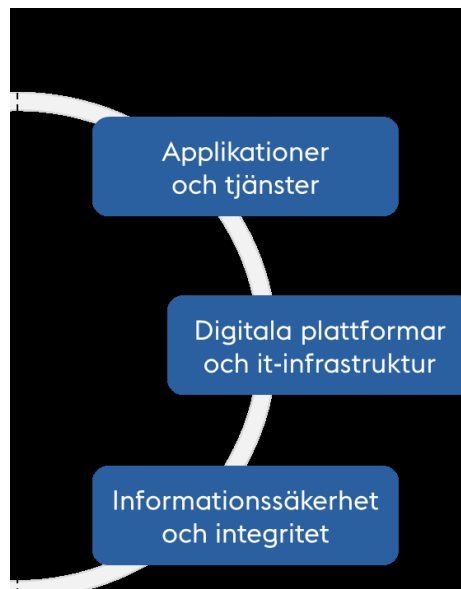 Applikationer
och tjänster
Digitala plattformar
och it-infrastruktur
Informationssäkerhet
och integritet